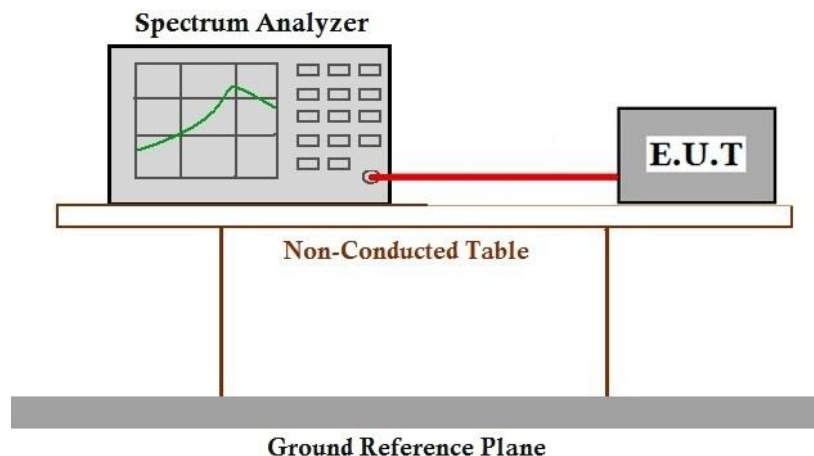 Spectrum Analyzer
E.U.T
Non-Conducted Table
Ground Reference Plane